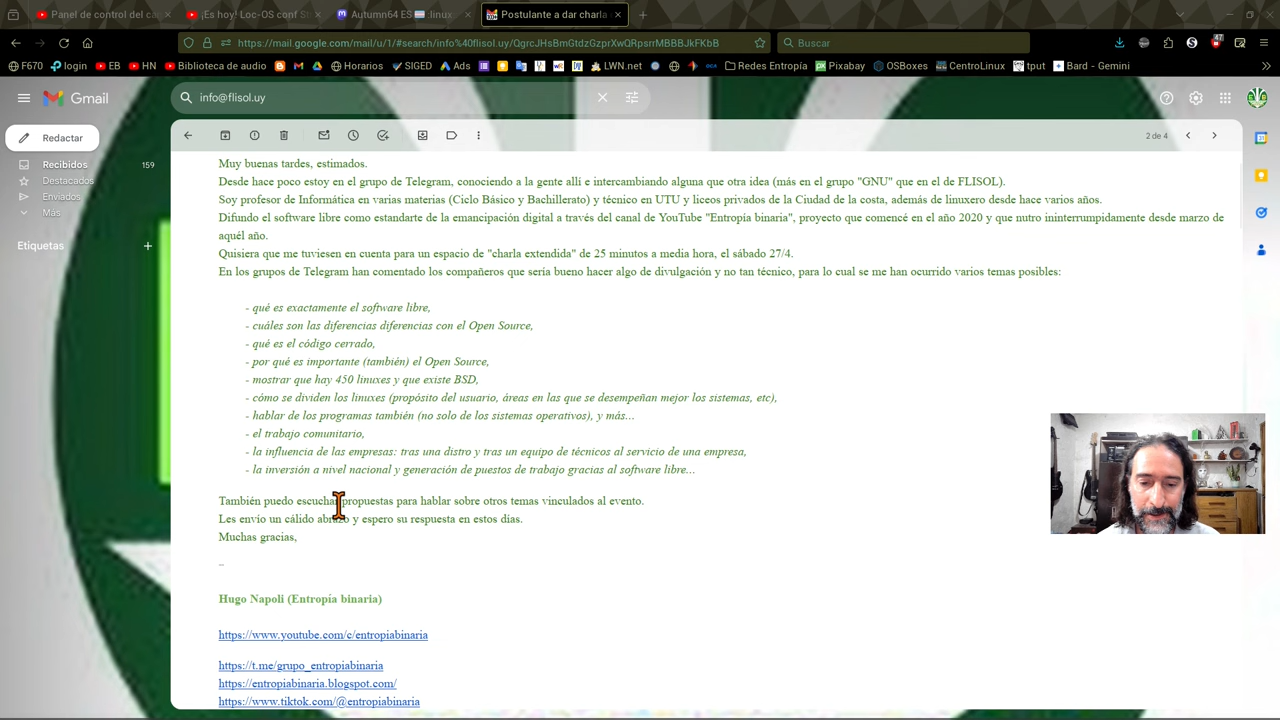 Panel de control del ca
¡Es hoy! Loc-OS conf S
Autumn64 ES :linux
Postulante a dar charla
https://mail.google.com/mail/u/1/#search/info%40flisol.uy/QgrcJHsBmGtdzGzprXwQRpsrrMBBBJkFKbB
Buscar
47
F670
login
EB
HN
Biblioteca de audio
Horarios
SIGED
Ads
LWN.net
Redes Entropía
Pixabay
OSBoxes
CentroLinux
tput
Bard - Gemini
Gmail
info@flisol.uy
Redactar
2 de 4
Recibidos 159
Destacados
Enviados
Más
Etiquetas
Muy buenas tardes, estimados.
Desde hace poco estoy en el grupo de Telegram, conociendo a la gente allí e intercambiando alguna que otra idea (más en el grupo "GNU" que en el de FLISOL).
Soy profesor de Informática en varias materias (Ciclo Básico y Bachillerato) y técnico en UTU y liceos privados de la Ciudad de la costa, además de linuxero desde hace varios años.
Difundo el software libre como estandarte de la emancipación digital a través del canal de YouTube "Entropía binaria", proyecto que comencé en el año 2020 y que nutro ininterrumpidamente desde marzo de
aquél año.
Quisiera que me tuviesen en cuenta para un espacio de "charla extendida" de 25 minutos a media hora, el sábado 27/4.
En los grupos de Telegram han comentado los compañeros que sería bueno hacer algo de divulgación y no tan técnico, para lo cual se me han ocurrido varios temas posibles:
- qué es exactamente el software libre,
- cuáles son las diferencias diferencias con el Open Source,
- qué es el código cerrado,
- por qué es importante (también) el Open Source,
- mostrar que hay 450 linuxes y que existe BSD,
- cómo se dividen los linuxes (propósito del usuario, áreas en las que se desempeñan mejor los sistemas, etc),
- hablar de los programas también (no solo de los sistemas operativos), y más...
- el trabajo comunitario,
- la influencia de las empresas: tras una distro y tras un equipo de técnicos al servicio de una empresa,
- la inversión a nivel nacional y generación de puestos de trabajo gracias al software libre...
También puedo escuchar propuestas para hablar sobre otros temas vinculados al evento.
Les envío un cálido abrazo y espero su respuesta en estos días.
Muchas gracias,
--
Hugo Napoli (Entropía binaria)
https://www.youtube.com/c/entropiabinaria
https://t.me/grupo_entropiabinaria
https://entropiabinaria.blogspot.com/
https://www.tiktok.com/@entropiabinaria